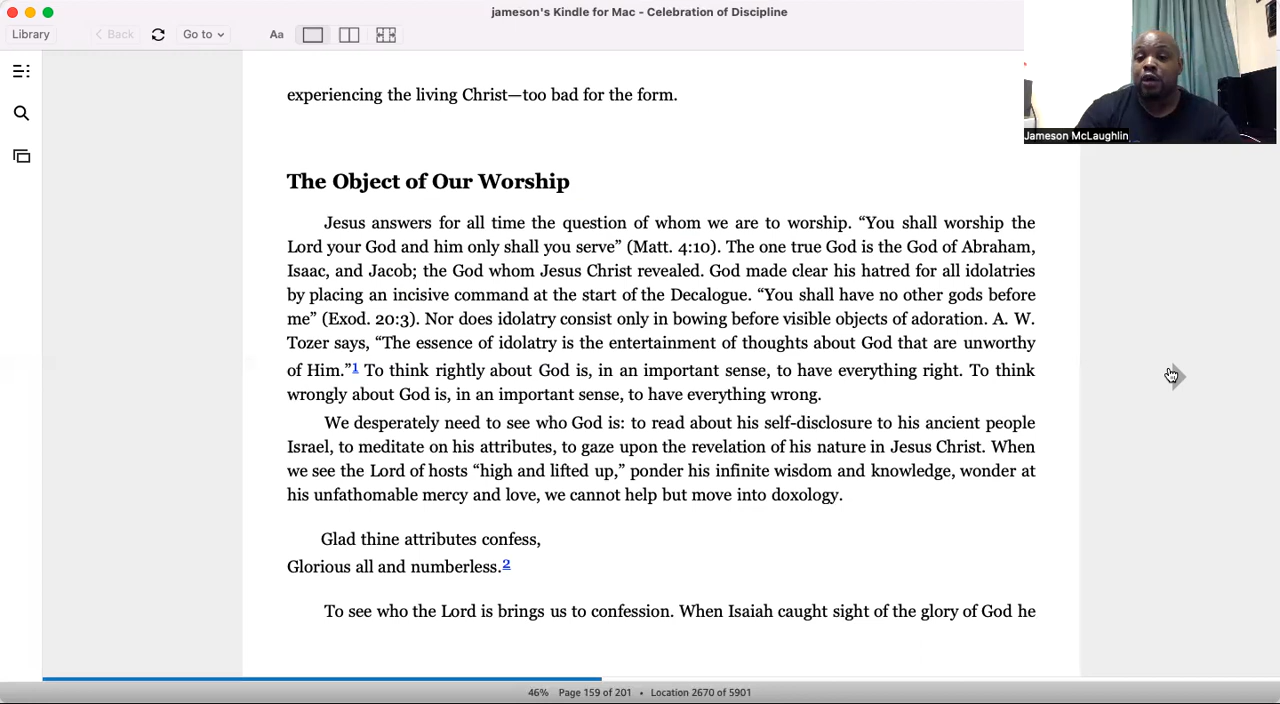 jameson's Kindle for Mac - Celebration of Discipline
Library
Back
Go to
Aa
experiencing the living Christ—too bad for the form.
Jameson McLaughlin
The Object of Our Worship
Jesus answers for all time the question of whom we are to worship. “You shall worship the
Lord your God and him only shall you serve” (Matt. 4:10). The one true God is the God of Abraham,
Isaac, and Jacob; the God whom Jesus Christ revealed. God made clear his hatred for all idolatries
by placing an incisive command at the start of the Decalogue. “You shall have no other gods before
me” (Exod. 20:3). Nor does idolatry consist only in bowing before visible objects of adoration. A. W.
Tozer says, “The essence of idolatry is the entertainment of thoughts about God that are unworthy
of Him.”1 To think rightly about God is, in an important sense, to have everything right. To think
wrongly about God is, in an important sense, to have everything wrong.
We desperately need to see who God is: to read about his self-disclosure to his ancient people
Israel, to meditate on his attributes, to gaze upon the revelation of his nature in Jesus Christ. When
we see the Lord of hosts “high and lifted up,” ponder his infinite wisdom and knowledge, wonder at
his unfathomable mercy and love, we cannot help but move into doxology.
Glad thine attributes confess,
Glorious all and numberless.2
To see who the Lord is brings us to confession. When Isaiah caught sight of the glory of God he
46% Page 159 of 201 • Location 2670 of 5901